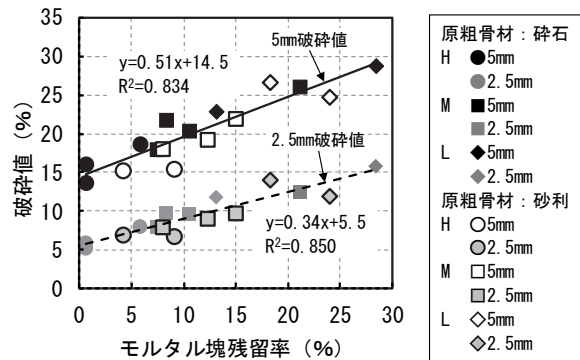 破砕値(%)
35
30
25
20
15
10
5
0
0 5 10 15 20 25 30
モルタル塊残留率(%)
y=0.51x+14.5
R²=0.834
5mm破砕値
2.5mm破砕値
y=0.34x+5.5
R²=0.850
原粗骨材:砕石
H 5mm
2.5mm
M 5mm
2.5mm
L 5mm
2.5mm
原粗骨材:砂利
H 5mm
2.5mm
M 5mm
2.5mm
L 5mm
2.5mm